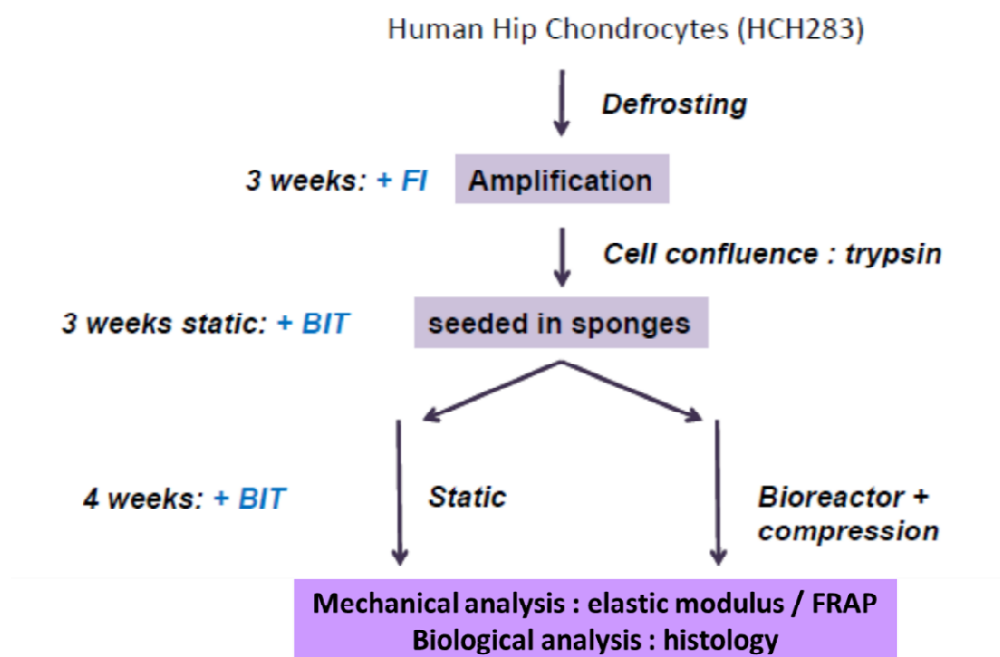 Human Hip Chondrocytes (HCH283)
Defrosting
3 weeks: + FI
Amplification
Cell confluence : trypsin
3 weeks static: + BIT
seeded in sponges
4 weeks: + BIT
Static
Bioreactor +
compression
Mechanical analysis : elastic modulus / FRAP
Biological analysis : histology